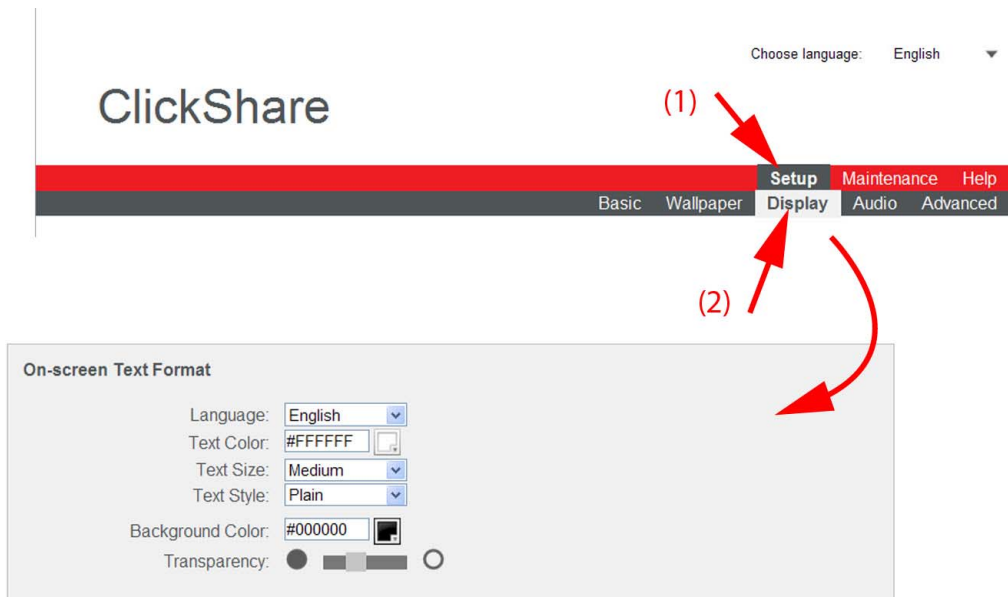 Choose language: English
ClickShare
(1)
Setup Maintenance Help
Basic Wallpaper Display Audio Advanced
(2)
On-screen Text Format
Language: English
Text Color: #FFFFFF
Text Size: Medium
Text Style: Plain
Background Color: #000000
Transparency: